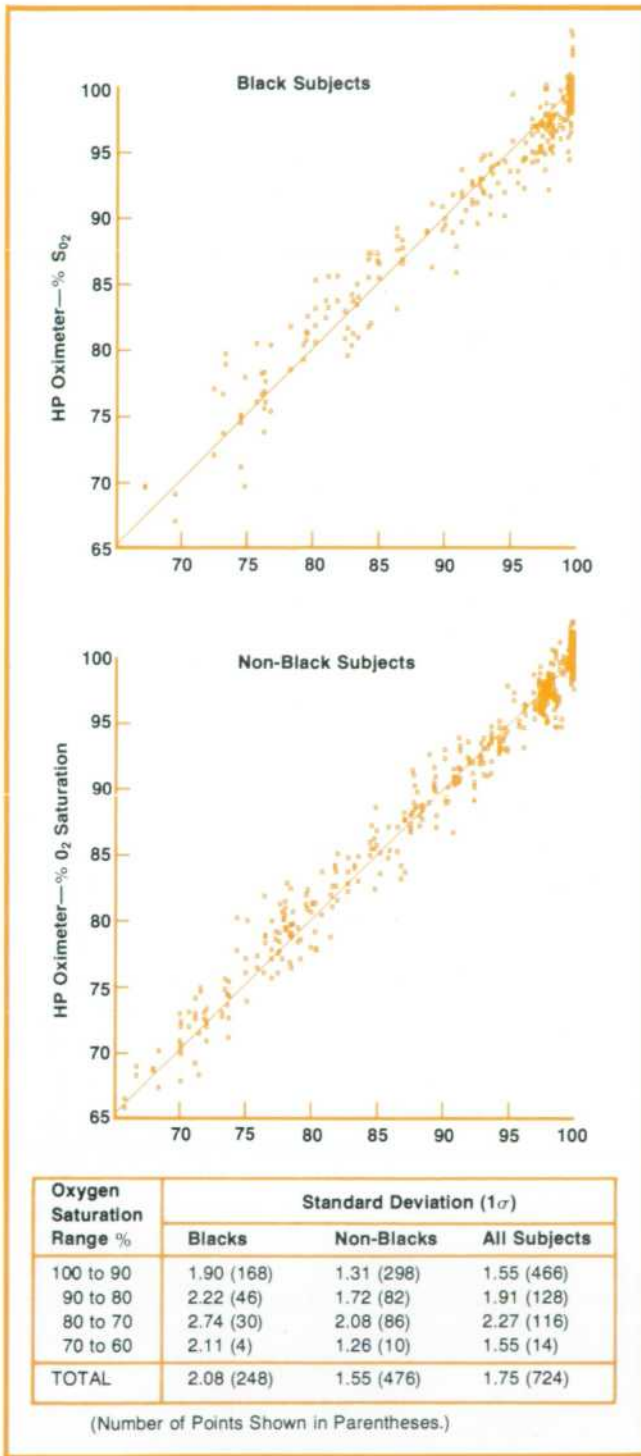 Black Subjects
100
95
90
85
80
75
70
65
HP Oximeter—% S₀₂
70 75 80 85 90 95 100
Non-Black Subjects
100
95
90
85
80
75
70
65
HP Oximeter—% 0₂ Saturation
70 75 80 85 90 95 100
Oxygen Saturation Range % Standard Deviation (1σ)
Blacks Non-Blacks All Subjects
100 to 90 1.90 (168) 1.31 (298) 1.55 (466)
90 to 80 2.22 (46) 1.72 (82) 1.91 (128)
80 to 70 2.74 (30) 2.08 (86) 2.27 (116)
70 to 60 2.11 (4) 1.26 (10) 1.55 (14)
TOTAL 2.08 (248) 1.55 (476) 1.75 (724)
(Number of Points Shown in Parentheses.)